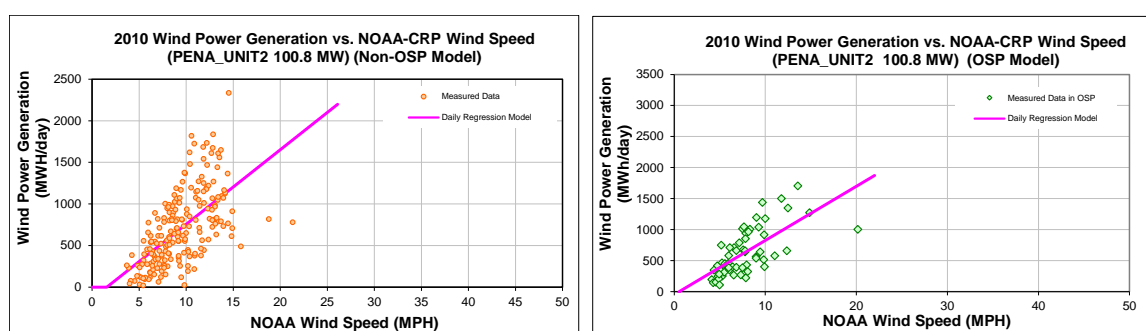 2010 Wind Power Generation vs. NOAA-CRP Wind Speed
(PENA_UNIT2 100.8 MW) (Non-OSP Model)
Wind Power Generation
(MWH/day)
2500
2000
1500
1000
500
0
Measured Data
Daily Regression Model
0 5 10 15 20 25 30 35 40 45 50
NOAA Wind Speed (MPH)
2010 Wind Power Generation vs. NOAA-CRP Wind Speed
(PENA_UNIT2 100.8 MW) (OSP Model)
Wind Power Generation
(MWh/day)
3500
3000
2500
2000
1500
1000
500
0
Measured Data in OSP
Daily Regression Model
0 10 20 30 40 50
NOAA Wind Speed (MPH)